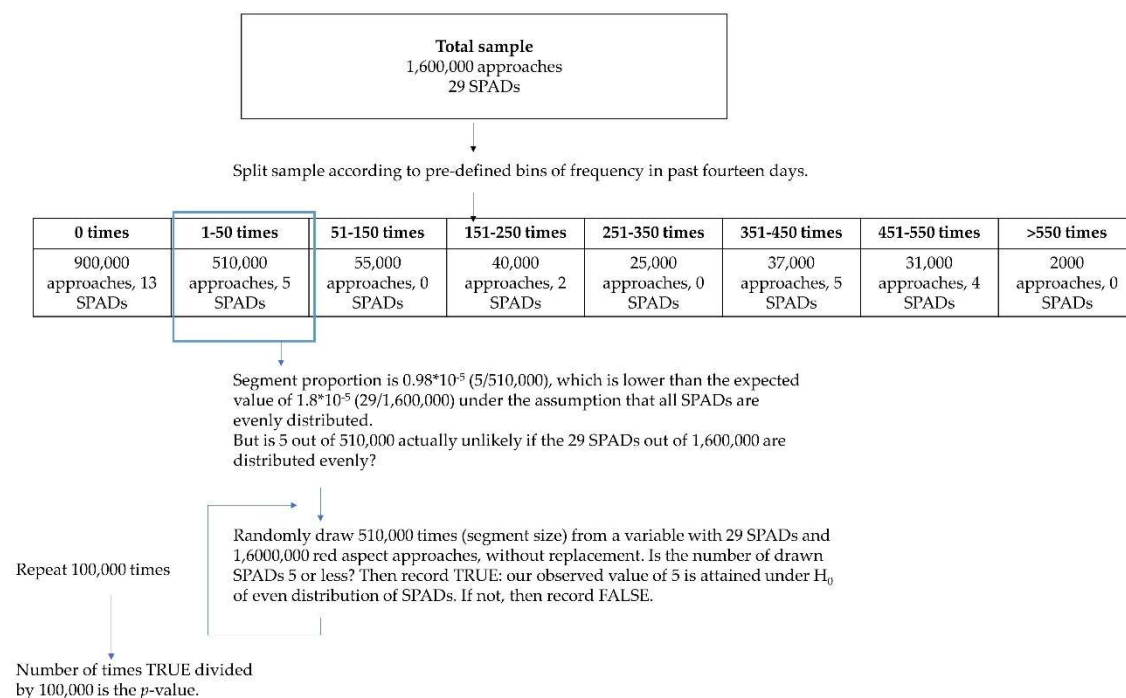 Total sample
1,600,000 approaches
29 SPADs
Split sample according to pre-defined bins of frequency in past fourteen days.
0 times 1-50 times 51-150 times 151-250 times 251-350 times 351-450 times 451-550 times >550 times
900,000 510,000 55,000 40,000 25,000 37,000 31,000 2000
approaches, 13 approaches, 5 approaches, 0 approaches, 2 approaches, 0 approaches, 5 approaches, 4 approaches, 0
SPADs SPADs SPADs SPADs SPADs SPADs SPADs SPADs
Segment proportion is 0.98*10⁻⁵ (5/510,000), which is lower than the expected
value of 1.8*10⁻⁵ (29/1,600,000) under the assumption that all SPADs are
evenly distributed.
But is 5 out of 510,000 actually unlikely if the 29 SPADs out of 1,600,000 are
distributed evenly?
Randomly draw 510,000 times (segment size) from a variable with 29 SPADs and
1,6000,000 red aspect approaches, without replacement. Is the number of drawn
SPADs 5 or less? Then record TRUE: our observed value of 5 is attained under H₀
of even distribution of SPADs. If not, then record FALSE.
Repeat 100,000 times
Number of times TRUE divided
by 100,000 is the p-value.